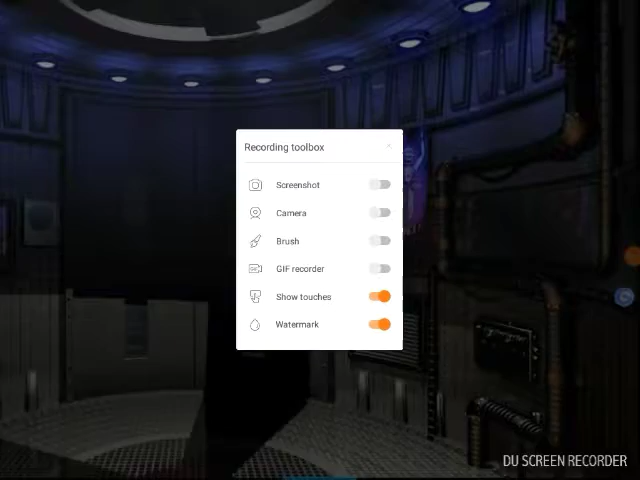 Recording toolbox
Screenshot
Camera
Brush
GIF recorder
Show touches
Watermark
DU SCREEN RECORDER